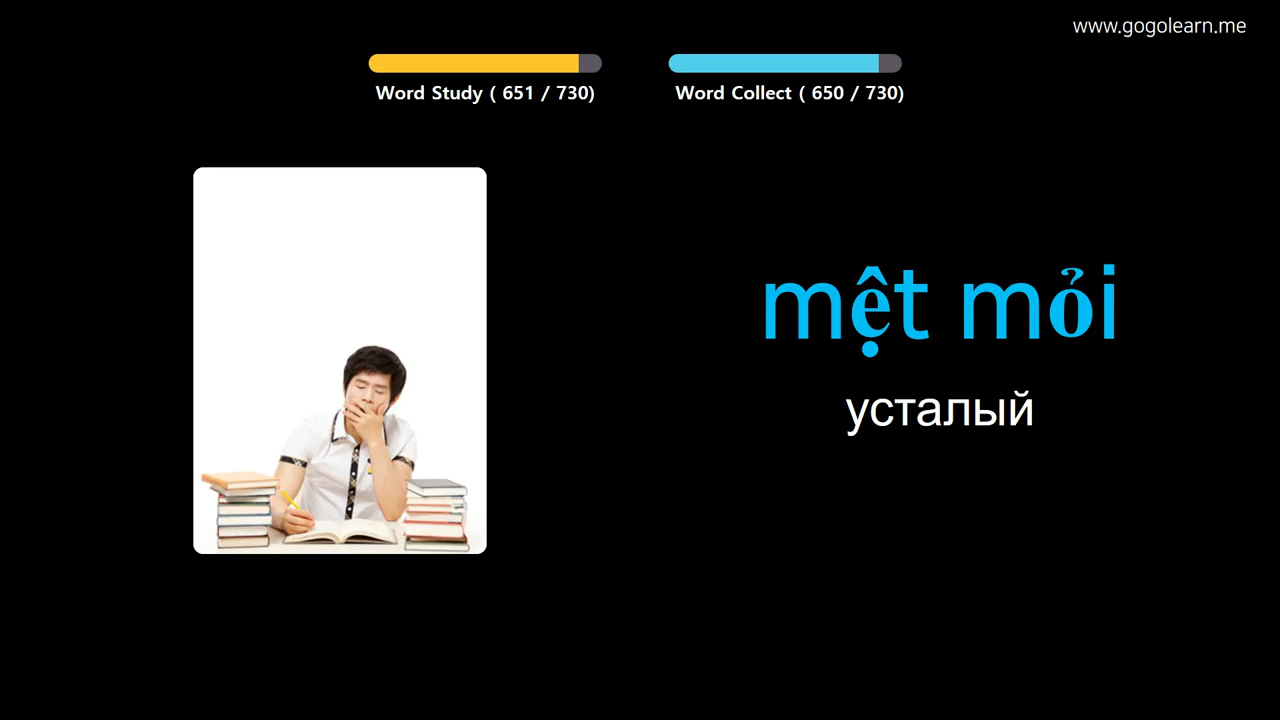 www.gogolearn.me
Word Study ( 651 / 730)
Word Collect ( 650 / 730)
mệt mỏi
усталый